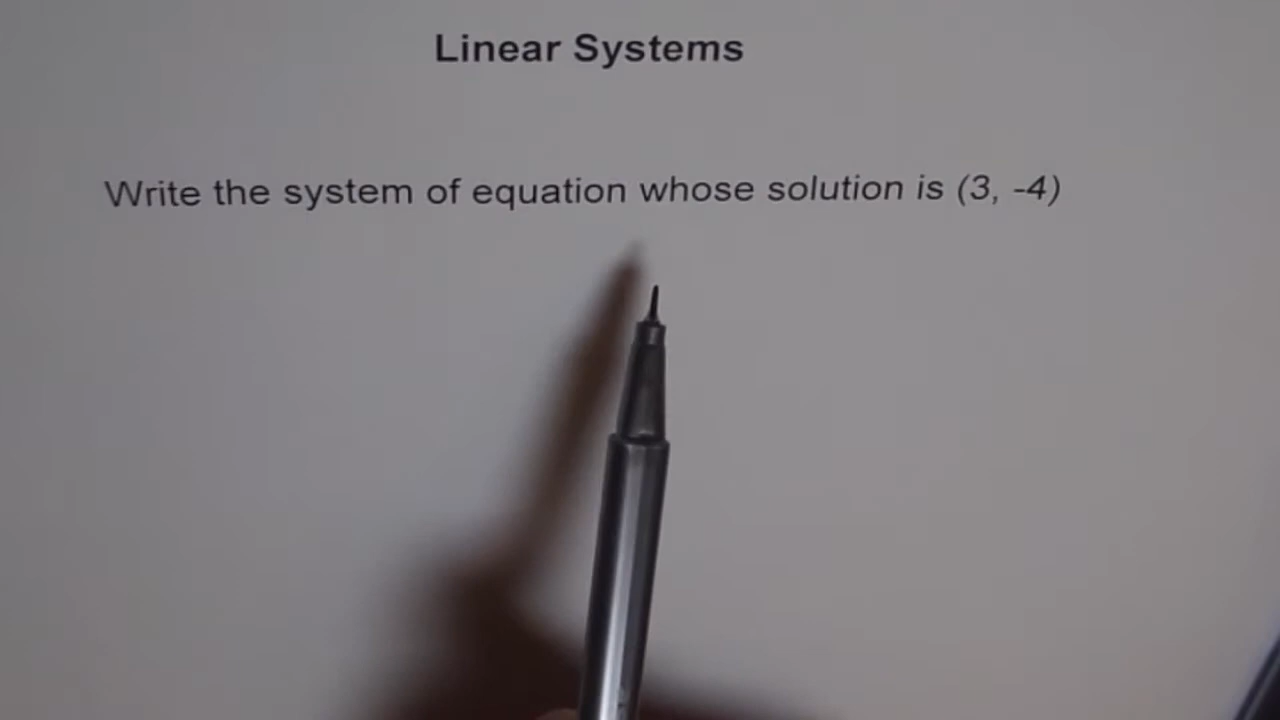 Linear Systems
Write the system of equation whose solution is (3, -4)